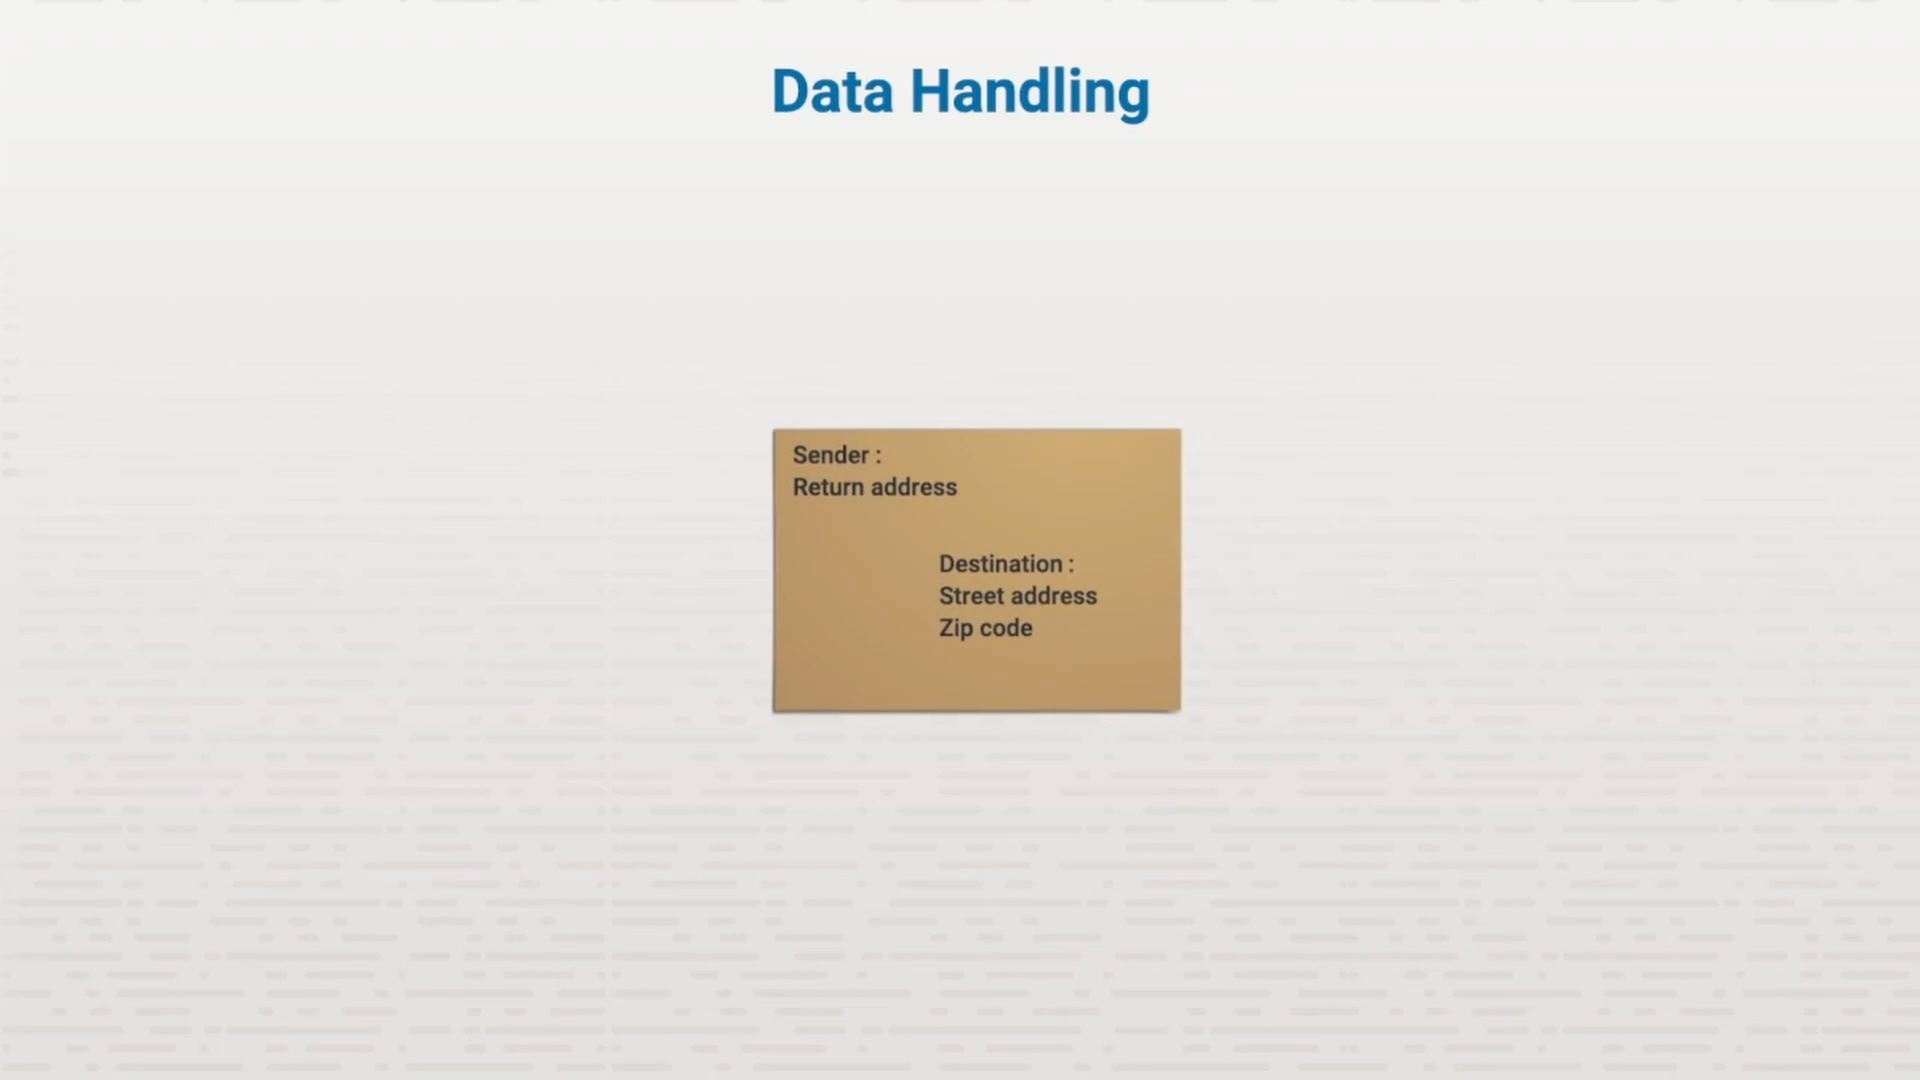 Data Handling
Sender :
Return address
Destination :
Street address
Zip code